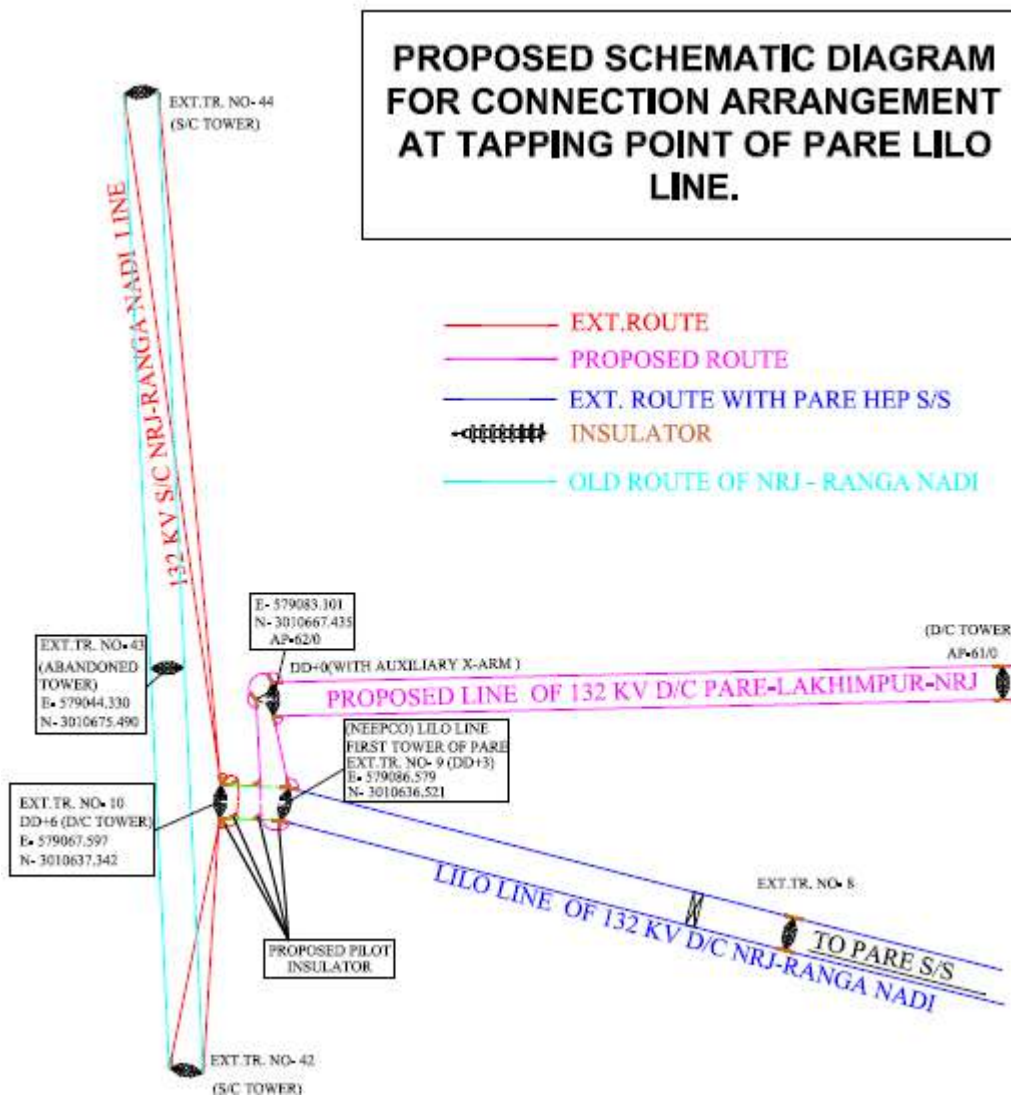 PROPOSED SCHEMATIC DIAGRAM
FOR CONNECTION ARRANGEMENT
AT TAPPING POINT OF PARE LILO
LINE.
EXT.TR. NO- 44
(S/C TOWER)
132 KV S/C NRJ-RANGA NADI LINE
EXT.ROUTE
PROPOSED ROUTE
EXT. ROUTE WITH PARE HEP S/S
INSULATOR
OLD ROUTE OF NRJ - RANGA NADI
E- 579083.101
N- 3010667.435
AP-62/0
EXT.TR. NO- 43
(ABANDONED
TOWER)
E- 579044.330
N- 3010675.490
DD+0(WITH AUXILIARY X-ARM )
(D/C TOWER
AP-61/0
PROPOSED LINE OF 132 KV D/C PARE-LAKHIMPUR-NRJ
(NEEPCO) LILO LINE
FIRST TOWER OF PARE
EXT.TR. NO- 9 (DD+3)
E- 579086.579
N- 3010636.521
EXT.TR. NO- 10
DD+6 (D/C TOWER)
E- 579067.597
N- 3010637.342
EXT.TR. NO- 8
LILO LINE OF 132 KV D/C NRJ-RANGA NADI
TO PARE S/S
PROPOSED PILOT
INSULATOR
EXT.TR. NO- 42
(S/C TOWER)